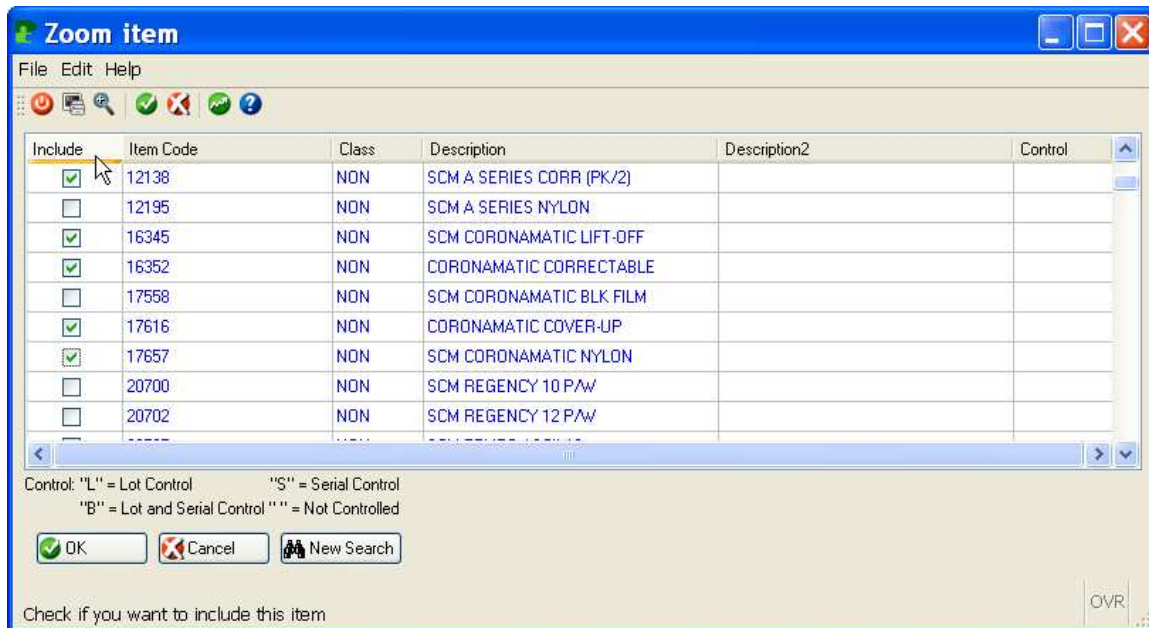 Zoom item
File Edit Help
Include Item Code Class Description Description2 Control
12138 NON SCM A SERIES CORR (PK/2)
12195 NON SCM A SERIES NYLON
16345 NON SCM CORONAMATIC LIFT-OFF
16352 NON CORONAMATIC CORRECTABLE
17558 NON SCM CORONAMATIC BLK FILM
17616 NON CORONAMATIC COVER-UP
17657 NON SCM CORONAMATIC NYLON
20700 NON SCM REGENCY 10 P/W
20702 NON SCM REGENCY 12 P/W
Control: "L" = Lot Control "S" = Serial Control
"B" = Lot and Serial Control " " = Not Controlled
OK Cancel New Search
Check if you want to include this item OVR